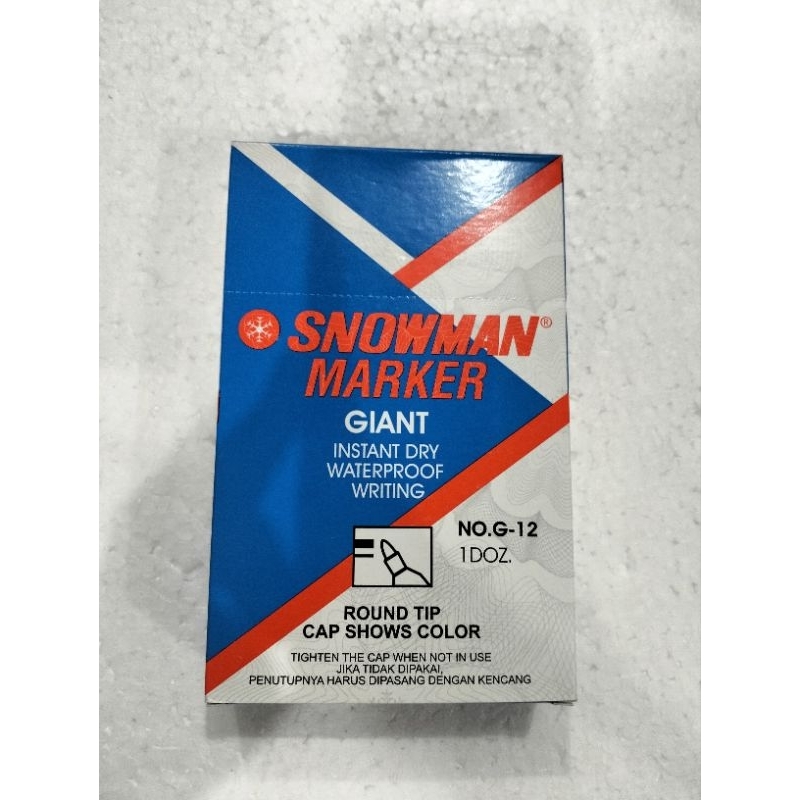 SNOWMAN®
MARKER
GIANT
INSTANT DRY
WATERPROOF
WRITING
NO.G-12
1DOZ.
ROUND TIP
CAP SHOWS COLOR
TIGHTEN THE CAP WHEN NOT IN USE
JIKA TIDAK DIPAKAI,
PENUTUPNYA HARUS DIPASANG DENGAN KENCANG